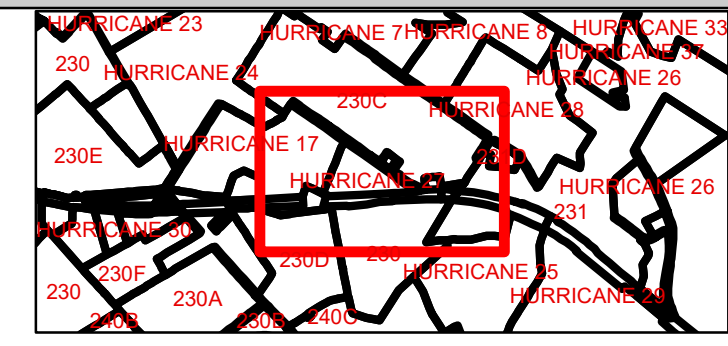 HURRICANE 23
HURRICANE 7
HURRICANE 8
HURRICANE 33
HURRICANE 37
230
HURRICANE 24
HURRICANE 26
230C
HURRICANE 28
HURRICANE 17
230E
HURRICANE 27
HURRICANE 26
231
HURRICANE 30
230D
HURRICANE 25
230F
230
230A
HURRICANE 29
240B
230B
240C